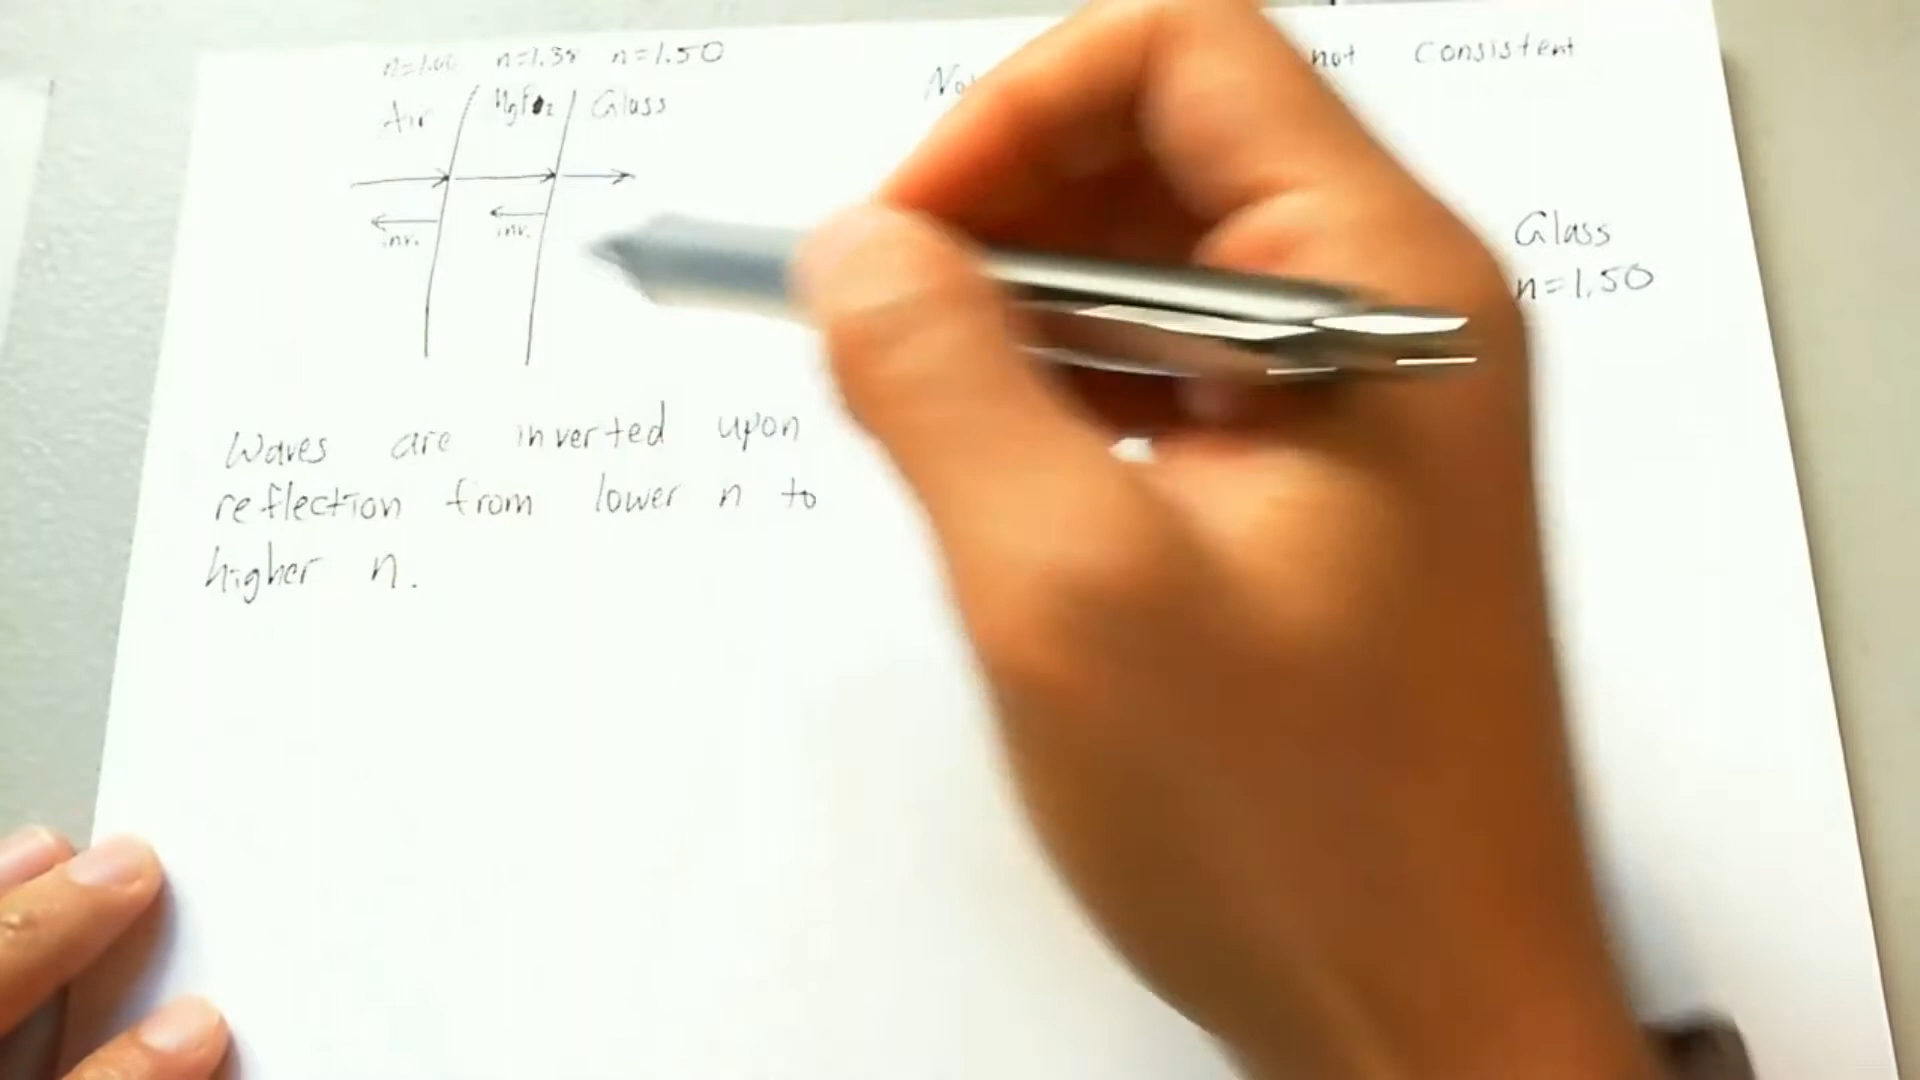 n=1.00 n=1.38 n=1.50
Air MgF2 Glass
inv. inv.
Waves are inverted upon
reflection from lower n to
higher n.
not consistent
Glass
n=1.50